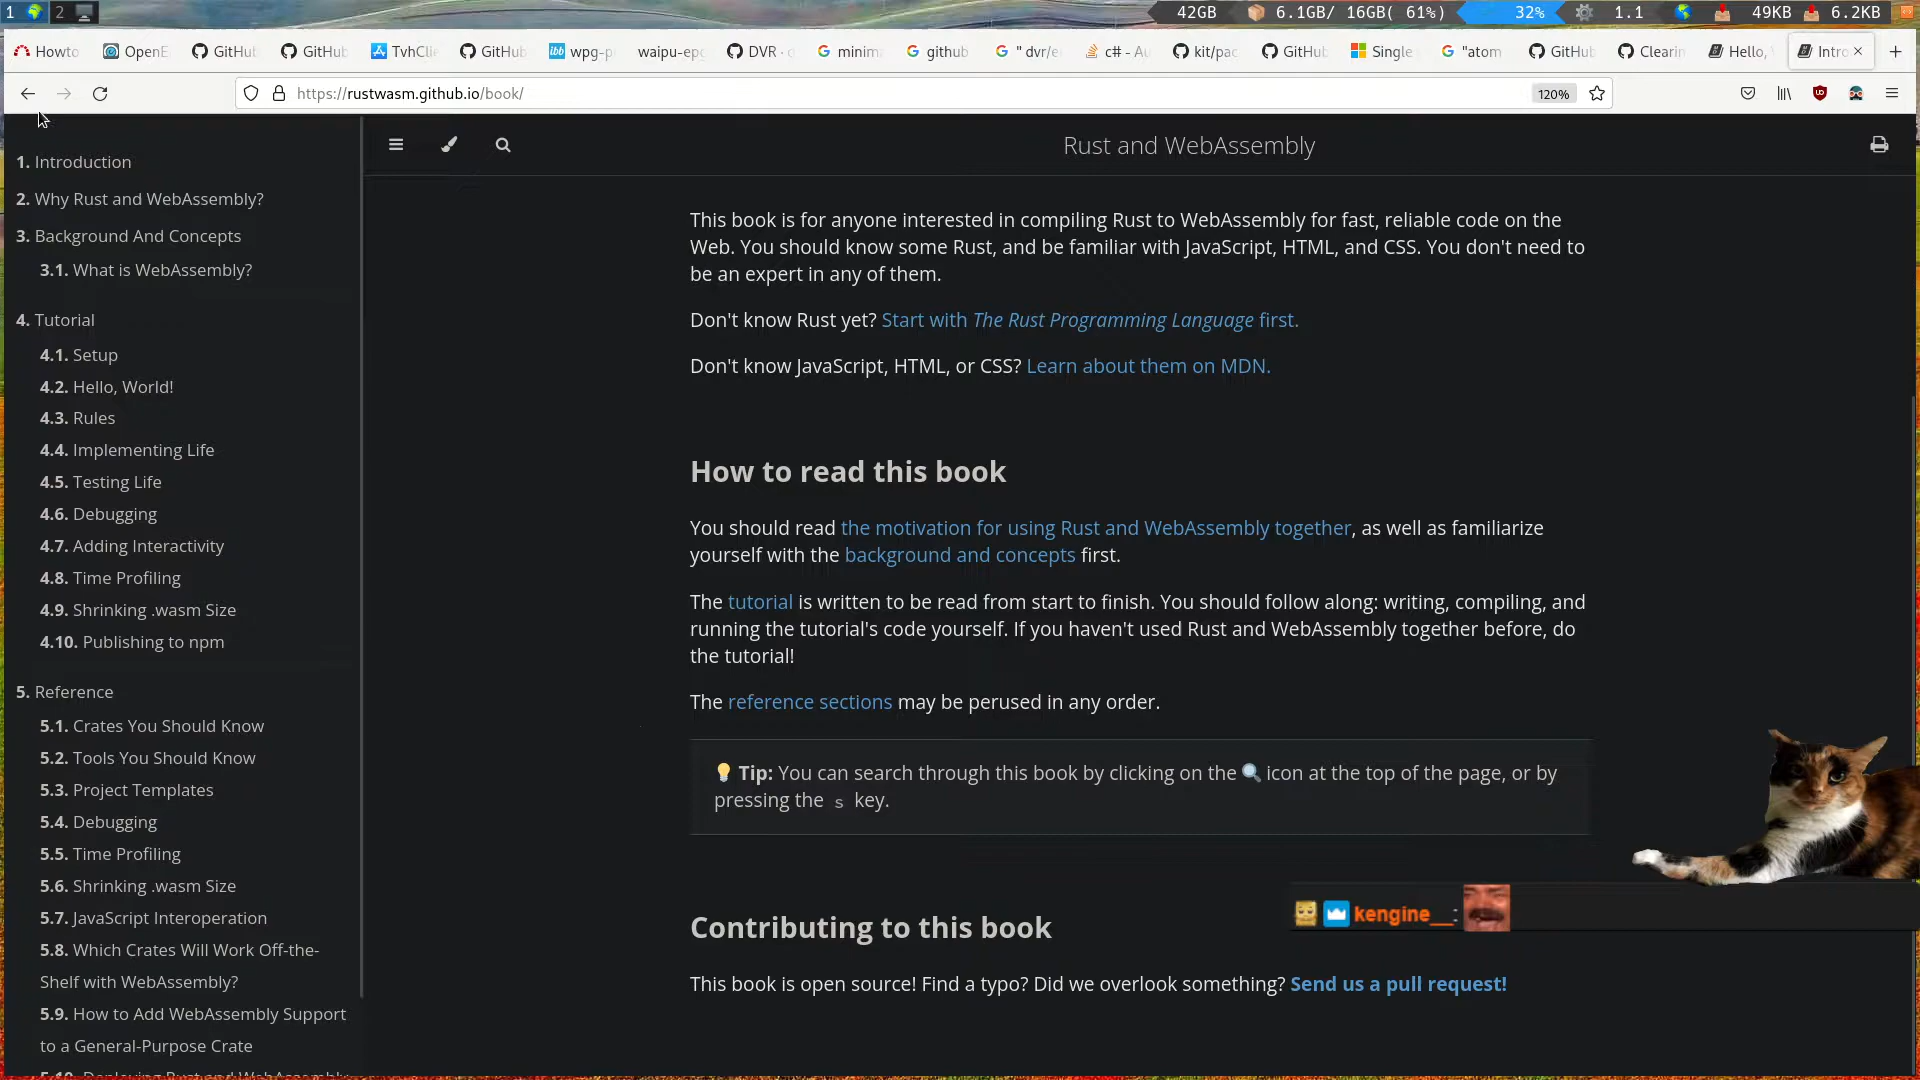 1 2 42GB 6.1GB/ 16GB( 61%) 32% 1.1 49KB 6.2KB
Howto OpenE GitHub GitHub TvhClie GitHub wpg-p waipu-epg DVR · minima github " dvr/e c# - Au kit/pac GitHub Single "atom GitHub Clearin Hello, Intro
https://rustwasm.github.io/book/ 120%
Rust and WebAssembly
1. Introduction
2. Why Rust and WebAssembly?
3. Background And Concepts
3.1. What is WebAssembly?
4. Tutorial
4.1. Setup
4.2. Hello, World!
4.3. Rules
4.4. Implementing Life
4.5. Testing Life
4.6. Debugging
4.7. Adding Interactivity
4.8. Time Profiling
4.9. Shrinking .wasm Size
4.10. Publishing to npm
5. Reference
5.1. Crates You Should Know
5.2. Tools You Should Know
5.3. Project Templates
5.4. Debugging
5.5. Time Profiling
5.6. Shrinking .wasm Size
5.7. JavaScript Interoperation
5.8. Which Crates Will Work Off-the-
Shelf with WebAssembly?
5.9. How to Add WebAssembly Support
to a General-Purpose Crate
5.10. Deploying Rust and WebAssembly
This book is for anyone interested in compiling Rust to WebAssembly for fast, reliable code on the
Web. You should know some Rust, and be familiar with JavaScript, HTML, and CSS. You don't need to
be an expert in any of them.
Don't know Rust yet? Start with The Rust Programming Language first.
Don't know JavaScript, HTML, or CSS? Learn about them on MDN.
How to read this book
You should read the motivation for using Rust and WebAssembly together, as well as familiarize
yourself with the background and concepts first.
The tutorial is written to be read from start to finish. You should follow along: writing, compiling, and
running the tutorial's code yourself. If you haven't used Rust and WebAssembly together before, do
the tutorial!
The reference sections may be perused in any order.
💡 Tip: You can search through this book by clicking on the 🔍 icon at the top of the page, or by
pressing the s key.
Contributing to this book
This book is open source! Find a typo? Did we overlook something? Send us a pull request!
kengine__: